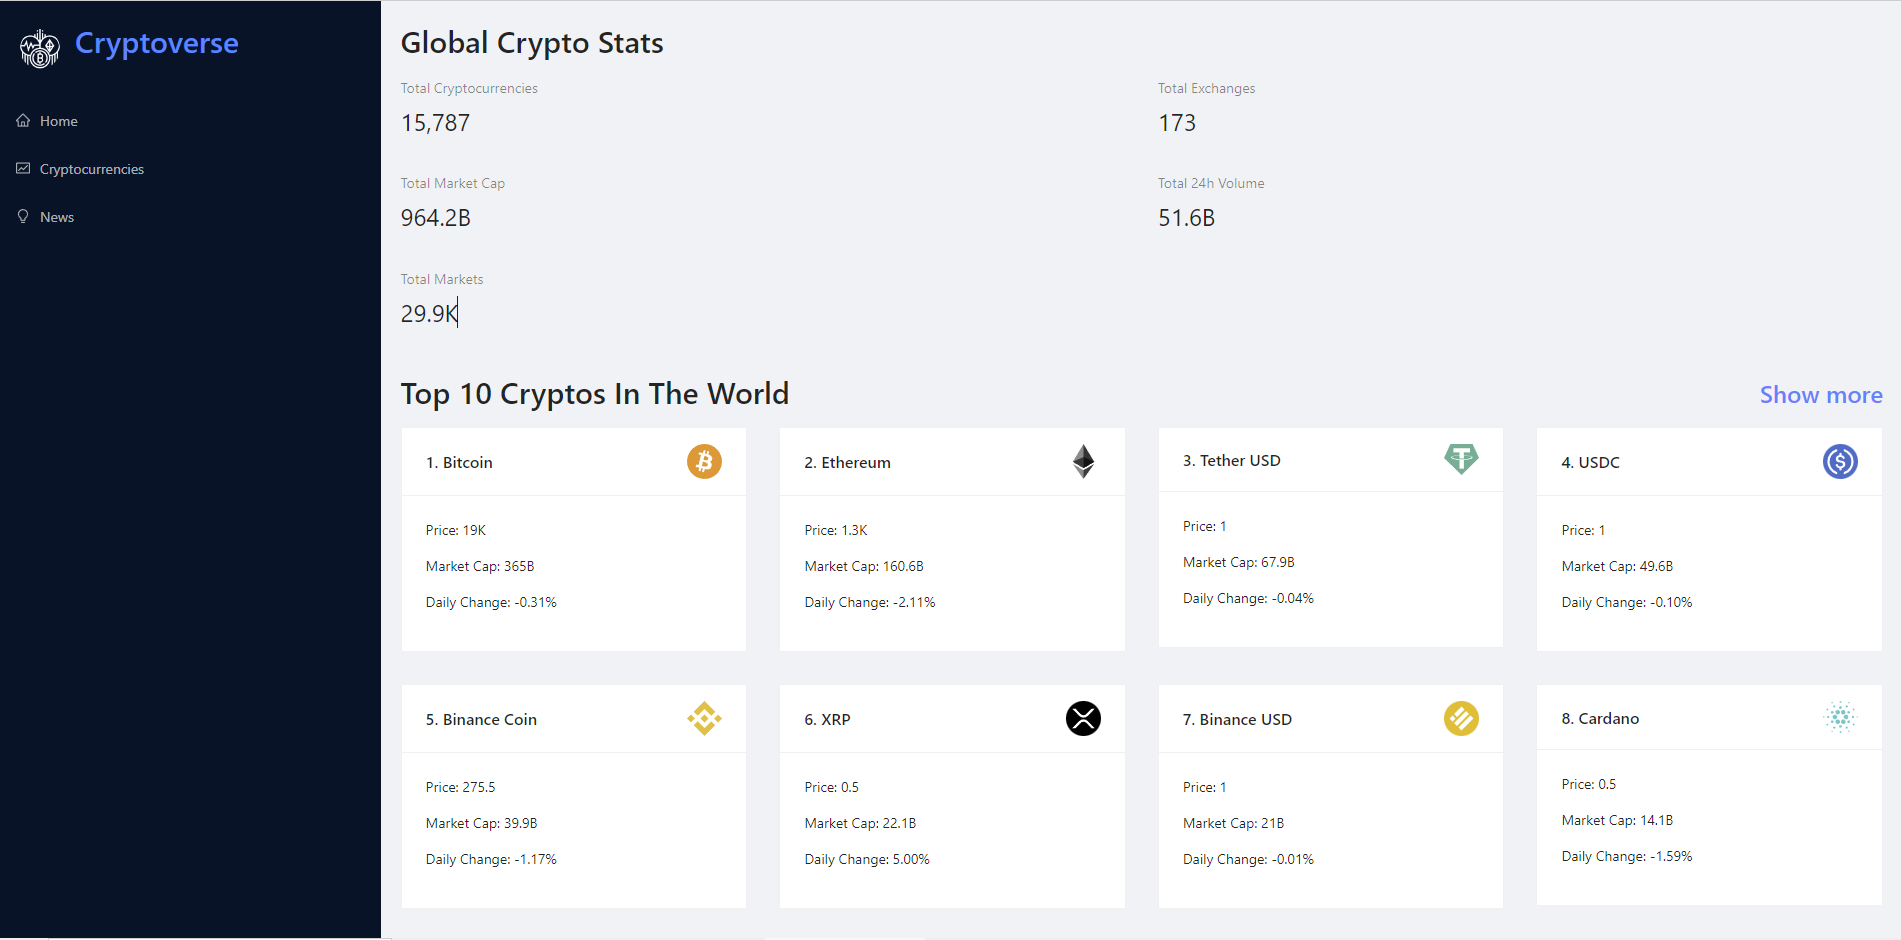 Cryptoverse
Home
Cryptocurrencies
News
Global Crypto Stats
Total Cryptocurrencies
15,787
Total Exchanges
173
Total Market Cap
964.2B
Total 24h Volume
51.6B
Total Markets
29.9K
Top 10 Cryptos In The World
Show more
1. Bitcoin
Price: 19K
Market Cap: 365B
Daily Change: -0.31%
2. Ethereum
Price: 1.3K
Market Cap: 160.6B
Daily Change: -2.11%
3. Tether USD
Price: 1
Market Cap: 67.9B
Daily Change: -0.04%
4. USDC
Price: 1
Market Cap: 49.6B
Daily Change: -0.10%
5. Binance Coin
Price: 275.5
Market Cap: 39.9B
Daily Change: -1.17%
6. XRP
Price: 0.5
Market Cap: 22.1B
Daily Change: 5.00%
7. Binance USD
Price: 1
Market Cap: 21B
Daily Change: -0.01%
8. Cardano
Price: 0.5
Market Cap: 14.1B
Daily Change: -1.59%